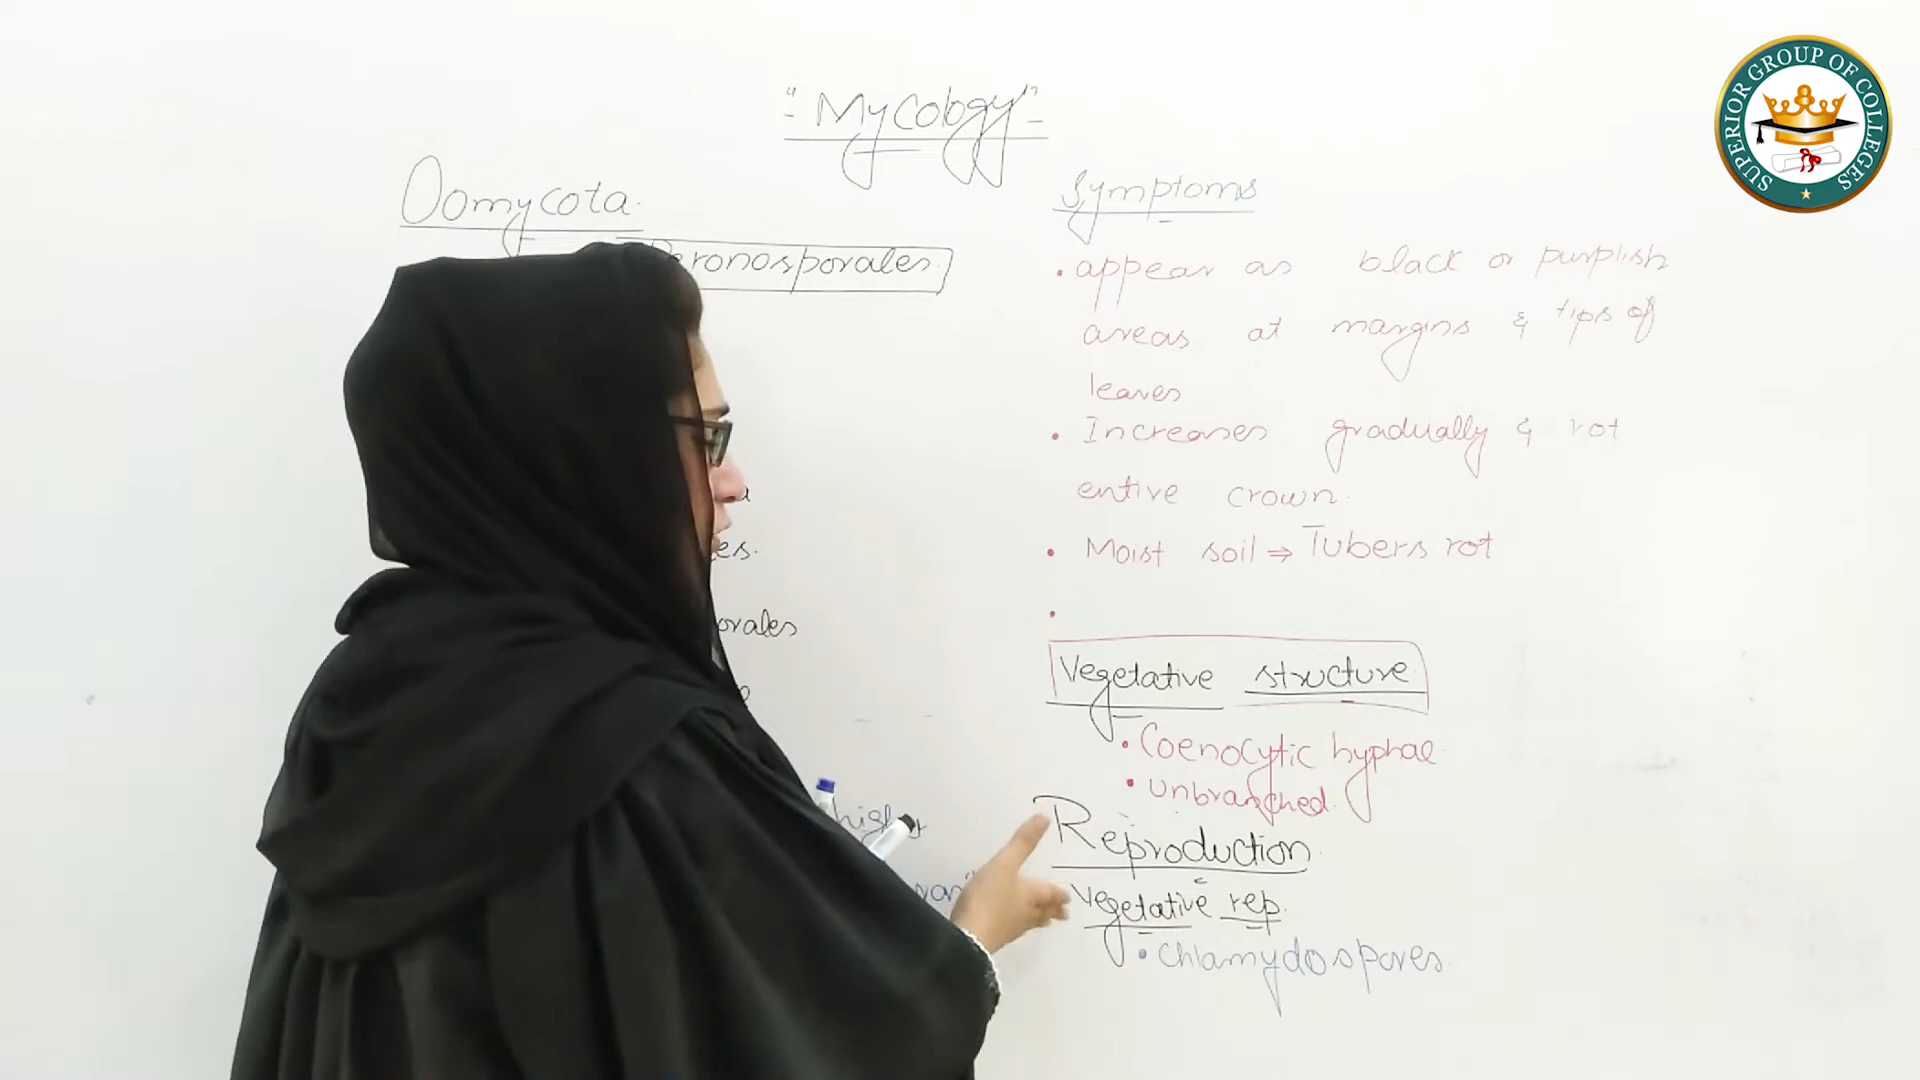 "Mycology"
Oomycota
Peronosporales
higher
Symptoms
• appear as black or purplish
areas at margins & tips of
leaves
• Increases gradually & rot
entire crown.
• Moist soil ⇒ Tubers rot
•
Vegetative structure
• Coenocytic hyphae
• unbranched.
Reproduction
Vegetative rep.
• chlamydospores.
SUPERIOR GROUP OF COLLEGES